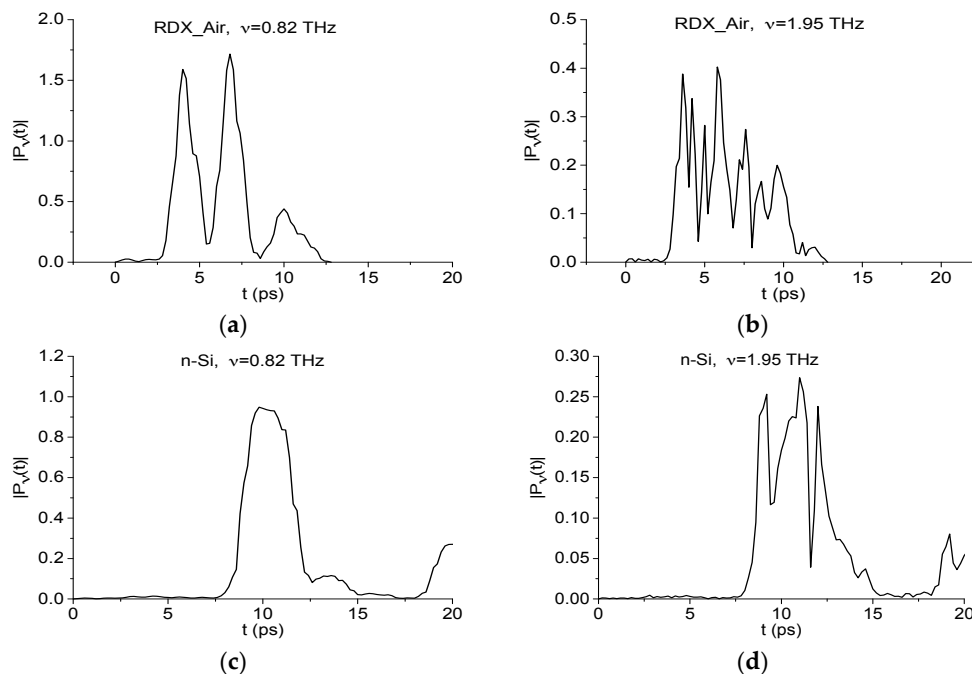 RDX_Air, ν=0.82 THz
|Pν(t)|
2.0
1.5
1.0
0.5
0.0
0 5 10 15 20
t (ps)
(a)
RDX_Air, ν=1.95 THz
|Pν(t)|
0.5
0.4
0.3
0.2
0.1
0.0
0 5 10 15 20
t (ps)
(b)
n-Si, ν=0.82 THz
|Pν(t)|
1.2
1.0
0.8
0.6
0.4
0.2
0.0
0 5 10 15 20
t (ps)
(c)
n-Si, ν=1.95 THz
|Pν(t)|
0.30
0.25
0.20
0.15
0.10
0.05
0.00
0 5 10 15 20
t (ps)
(d)